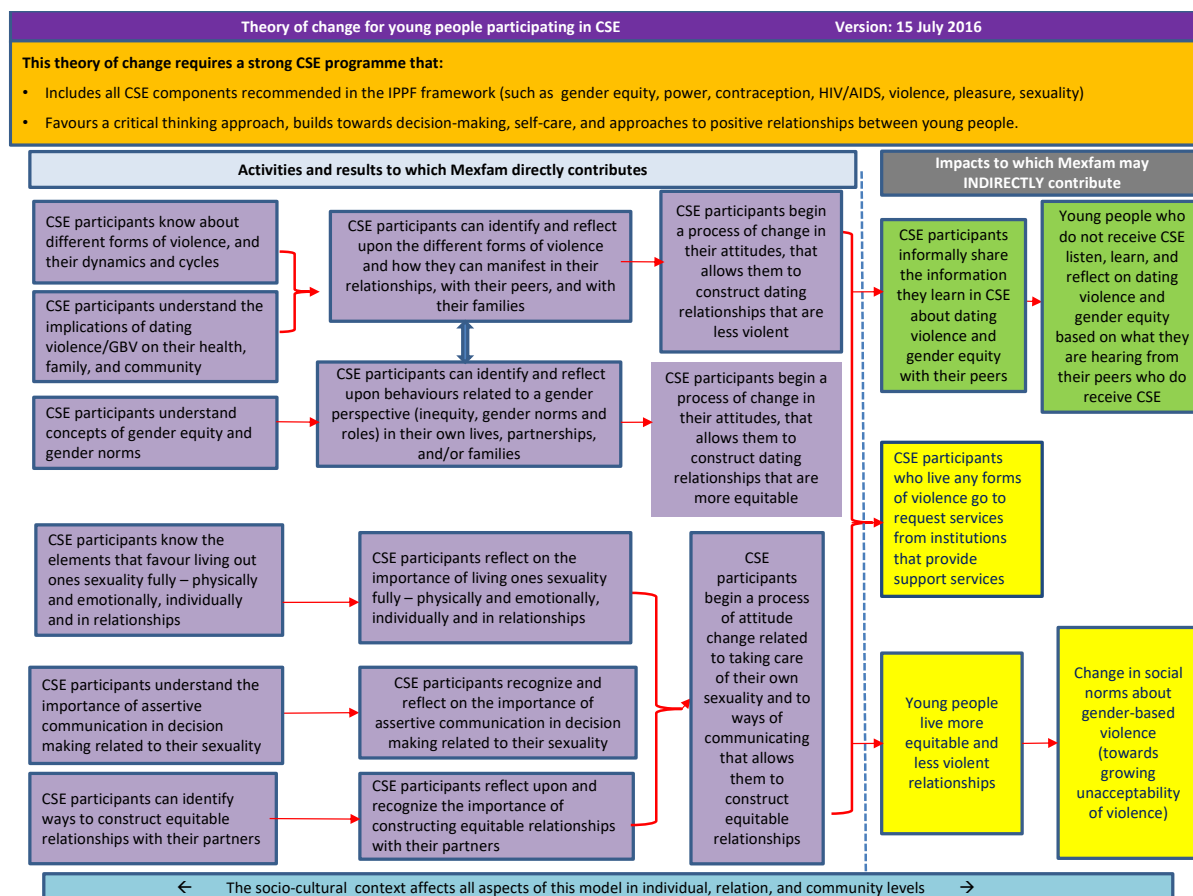 Theory of change for young people participating in CSE Version: 15 July 2016
This theory of change requires a strong CSE programme that:
• Includes all CSE components recommended in the IPPF framework (such as gender equity, power, contraception, HIV/AIDS, violence, pleasure, sexuality)
• Favours a critical thinking approach, builds towards decision-making, self-care, and approaches to positive relationships between young people.
Activities and results to which Mexfam directly contributes
Impacts to which Mexfam may
INDIRECTLY contribute
CSE participants know about
different forms of violence, and
their dynamics and cycles
CSE participants understand the
implications of dating
violence/GBV on their health,
family, and community
CSE participants understand
concepts of gender equity and
gender norms
CSE participants can identify and reflect
upon the different forms of violence
and how they can manifest in their
relationships, with their peers, and with
their families
CSE participants can identify and reflect
upon behaviours related to a gender
perspective (inequity, gender norms and
roles) in their own lives, partnerships,
and/or families
CSE participants begin
a process of change in
their attitudes, that
allows them to
construct dating
relationships that are
less violent
CSE participants begin a
process of change in
their attitudes, that
allows them to
construct dating
relationships that are
more equitable
CSE participants
informally share
the information
they learn in CSE
about dating
violence and
gender equity
with their peers
Young people who
do not receive CSE
listen, learn, and
reflect on dating
violence and
gender equity
based on what they
are hearing from
their peers who do
receive CSE
CSE participants
who live any forms
of violence go to
request services
from institutions
that provide
support services
CSE participants know the
elements that favour living out
ones sexuality fully – physically
and emotionally, individually
and in relationships
CSE participants understand the
importance of assertive
communication in decision
making related to their sexuality
CSE participants can identify
ways to construct equitable
relationships with their partners
CSE participants reflect on the
importance of living ones sexuality
fully – physically and emotionally,
individually and in relationships
CSE participants recognize and
reflect on the importance of
assertive communication in decision
making related to their sexuality
CSE participants reflect upon and
recognize the importance of
constructing equitable relationships
with their partners
CSE
participants
begin a process
of attitude
change related
to taking care
of their own
sexuality and to
ways of
communicating
that allows
them to
construct
equitable
relationships
Young people
live more
equitable and
less violent
relationships
Change in social
norms about
gender-based
violence
(towards
growing
unacceptability
of violence)
← The socio-cultural context affects all aspects of this model in individual, relation, and community levels →